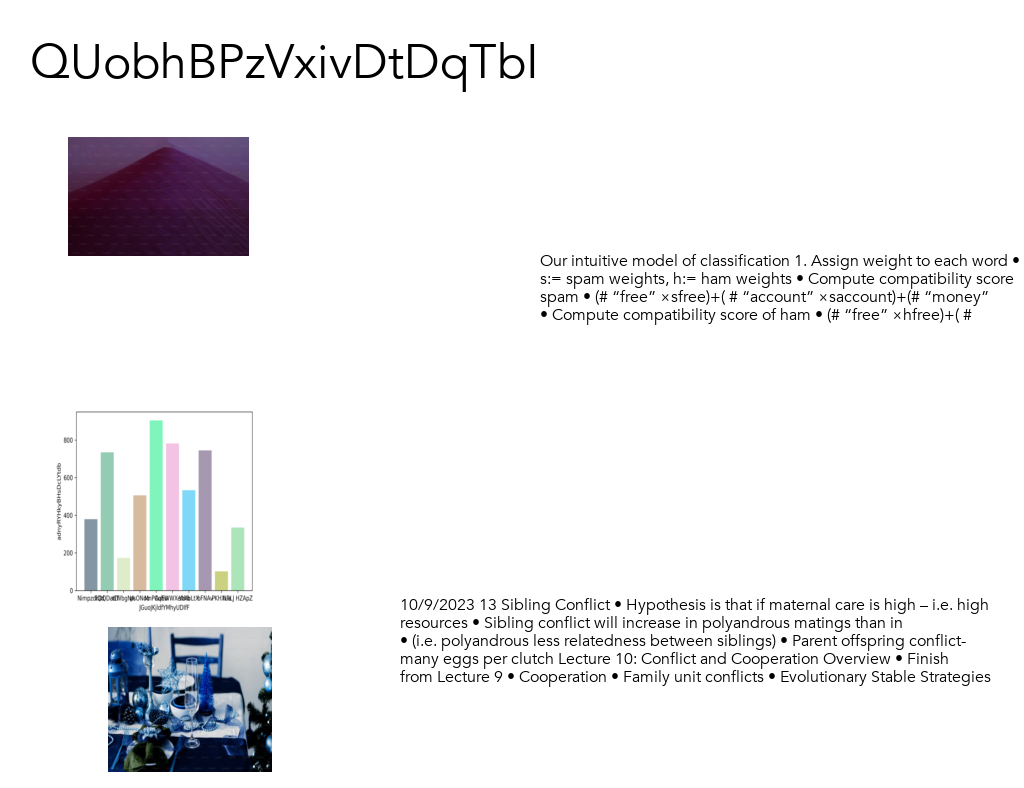 QUobhBPzVxivDtDqTbI
Our intuitive model of classification 1. Assign weight to each word •
s:= spam weights, h:= ham weights • Compute compatibility score
spam • (# “free” ×sfree)+( # “account” ×saccount)+(# “money”
• Compute compatibility score of ham • (# “free” ×hfree)+( #
800
600
400
200
0
10/9/2023 13 Sibling Conflict • Hypothesis is that if maternal care is high – i.e. high
resources • Sibling conflict will increase in polyandrous matings than in
• (i.e. polyandrous less relatedness between siblings) • Parent offspring conflict-
many eggs per clutch Lecture 10: Conflict and Cooperation Overview • Finish
from Lecture 9 • Cooperation • Family unit conflicts • Evolutionary Stable Strategies